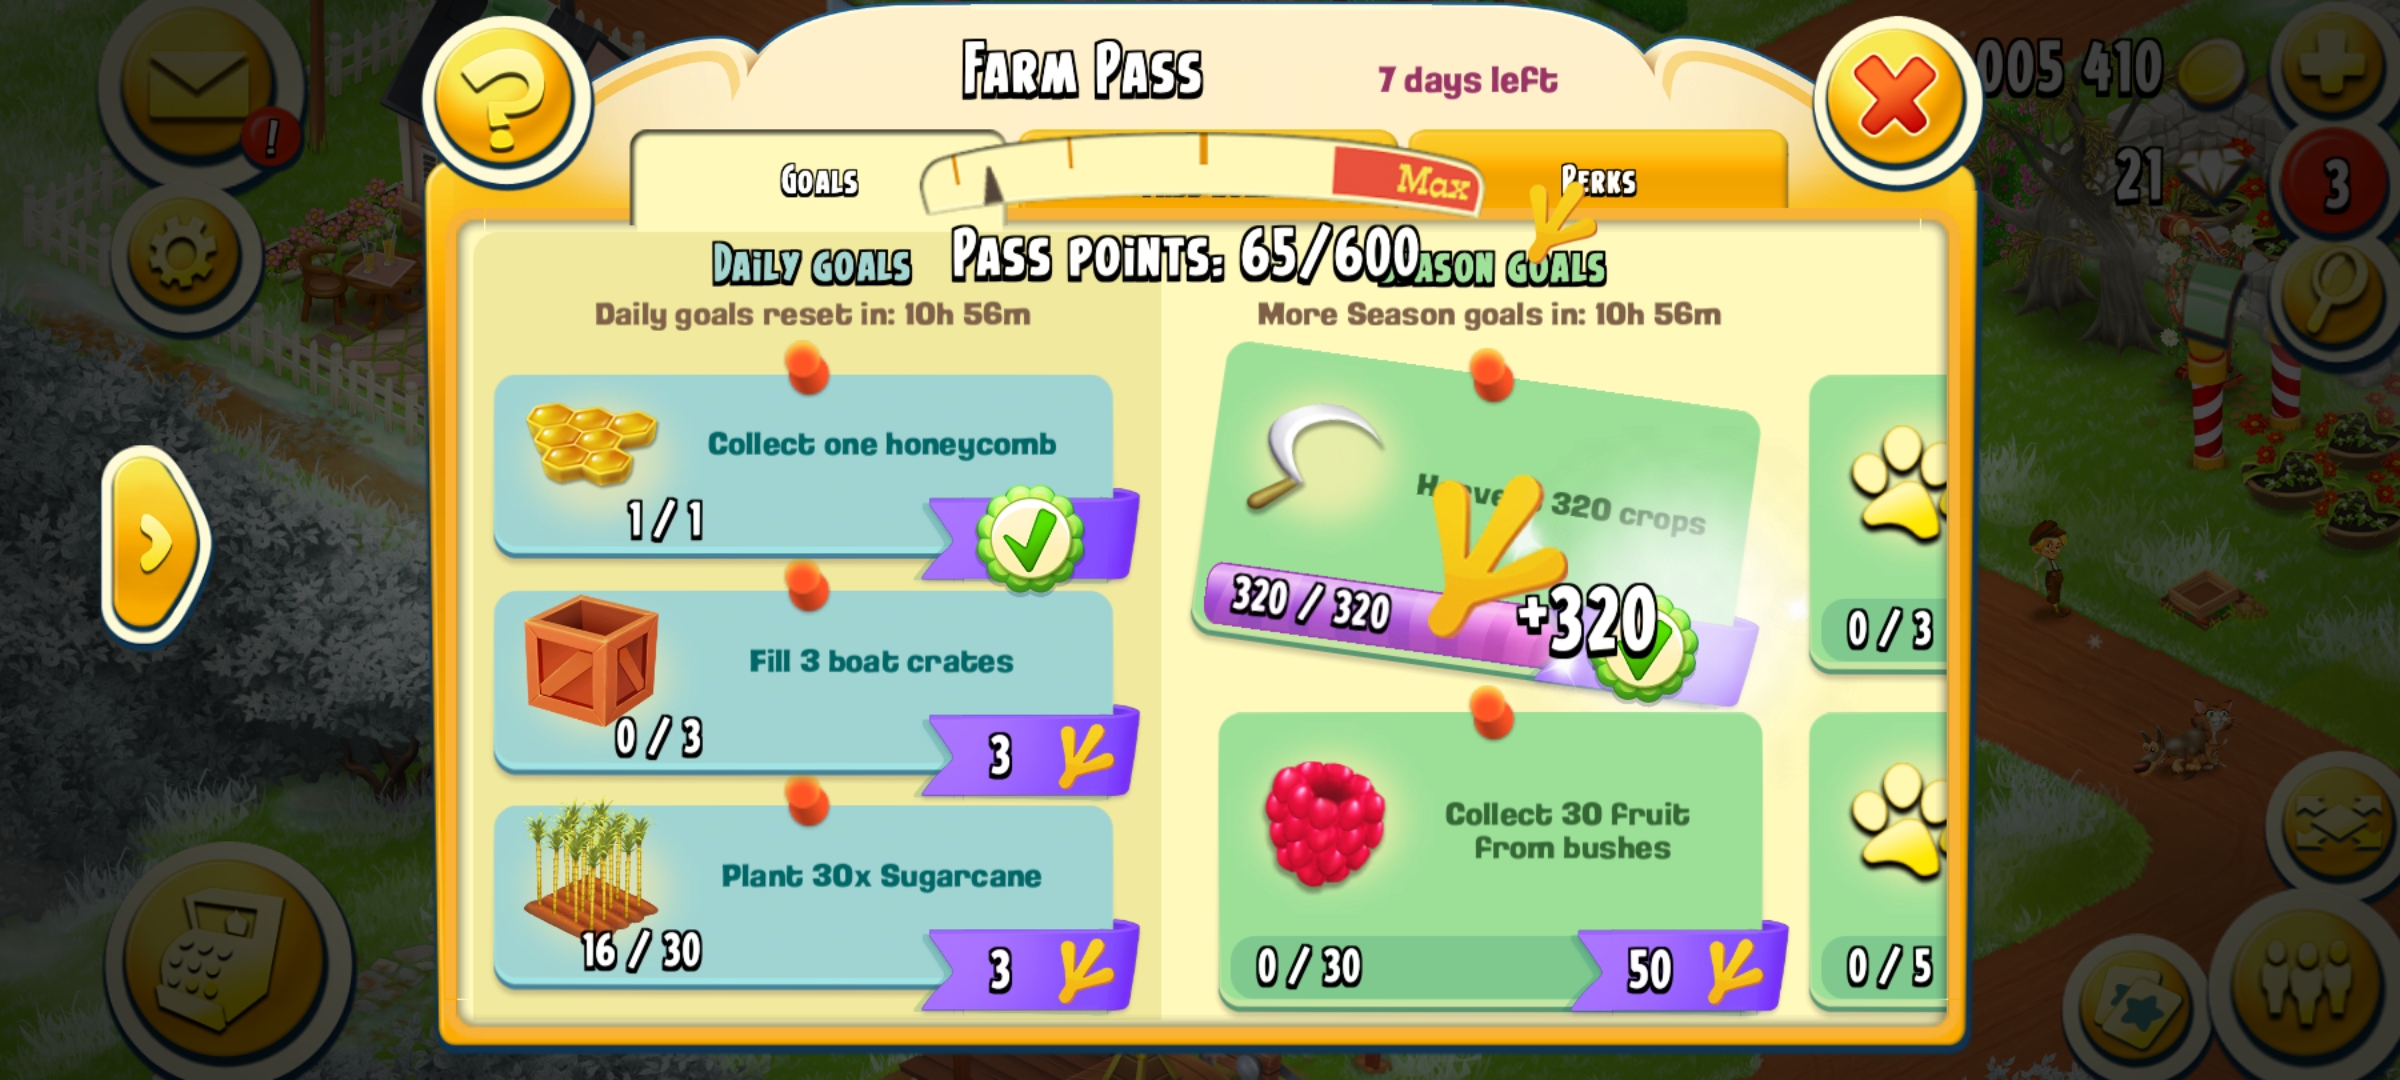 FARM PASS
7 days left
005 410
!
21
3
GOALS
Max
PERKS
DAILY GOALS
PASS POINTS: 65/600
ASON GOALS
Daily goals reset in: 10h 56m
More Season goals in: 10h 56m
Collect one honeycomb
1 / 1
320 crops
320 / 320
+320
0 / 3
Fill 3 boat crates
0 / 3
3
Collect 30 fruit
from bushes
Plant 30x Sugarcane
16 / 30
3
0 / 30
50
0 / 5